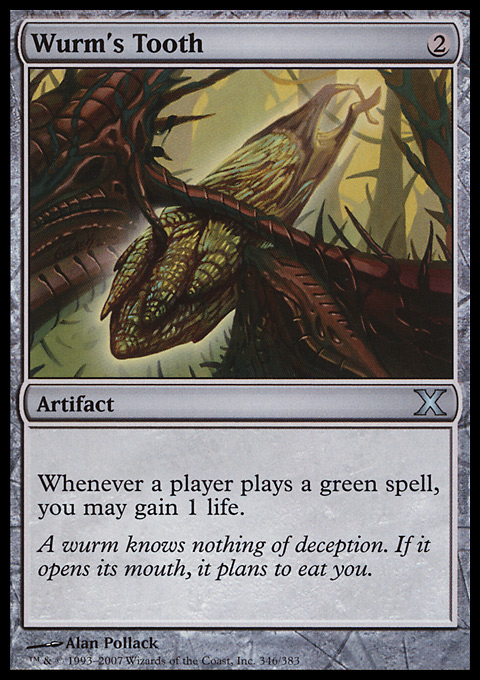 Wurm's Tooth 2
Artifact X
Whenever a player plays a green spell,
you may gain 1 life.
A wurm knows nothing of deception. If it
opens its mouth, it plans to eat you.
Alan Pollack
™ & © 1993–2007 Wizards of the Coast, Inc. 346/383